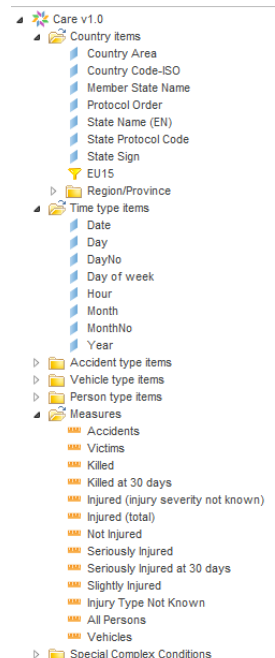 Care v1.0
Country items
Country Area
Country Code-ISO
Member State Name
Protocol Order
State Name (EN)
State Protocol Code
State Sign
EU15
Region/Province
Time type items
Date
Day
DayNo
Day of week
Hour
Month
MonthNo
Year
Accident type items
Vehicle type items
Person type items
Measures
Accidents
Victims
Killed
Killed at 30 days
Injured (injury severity not known)
Injured (total)
Not Injured
Seriously Injured
Seriously Injured at 30 days
Slightly Injured
Injury Type Not Known
All Persons
Vehicles
Special Complex Conditions